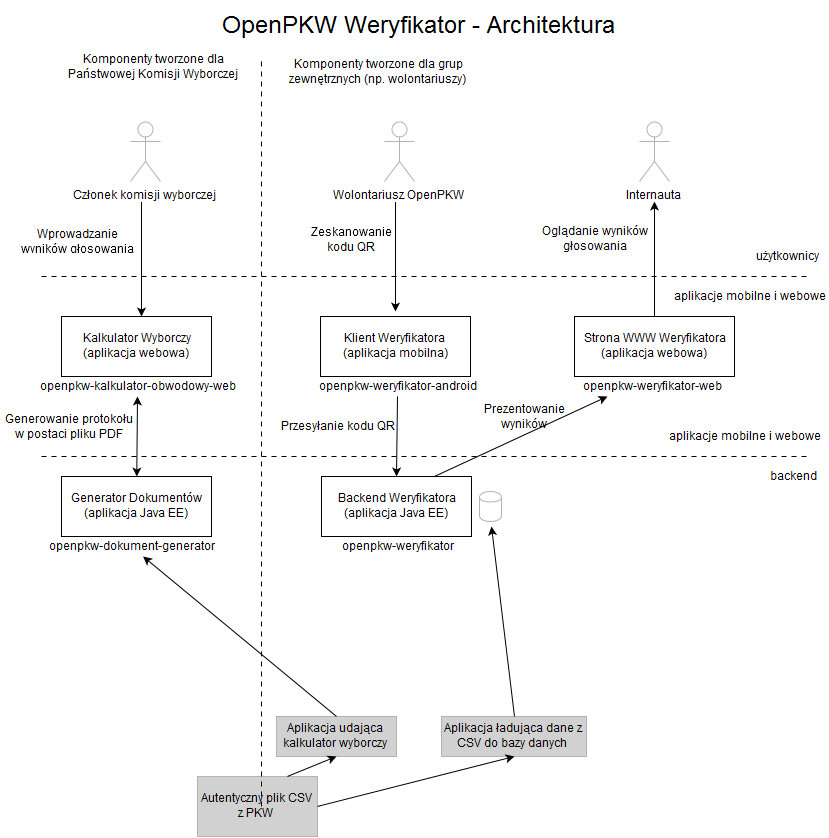 OpenPKW Weryfikator - Architektura
Komponenty tworzone dla
Państwowej Komisji Wyborczej
Komponenty tworzone dla grup
zewnętrznych (np. wolontariuszy)
Członek komisji wyborczej
Wolontariusz OpenPKW
Internauta
Wprowadzanie
wyników głosowania
Zeskanowanie
kodu QR
Oglądanie wyników
głosowania
użytkownicy
aplikacje mobilne i webowe
Kalkulator Wyborczy
(aplikacja webowa)
openpkw-kalkulator-obwodowy-web
Klient Weryfikatora
(aplikacja mobilna)
openpkw-weryfikator-android
Strona WWW Weryfikatora
(aplikacja webowa)
openpkw-weryfikator-web
Generowanie protokołu
w postaci pliku PDF
Przesyłanie kodu QR
Prezentowanie
wyników
aplikacje mobilne i webowe
backend
Generator Dokumentów
(aplikacja Java EE)
openpkw-dokument-generator
Backend Weryfikatora
(aplikacja Java EE)
openpkw-weryfikator
Aplikacja udająca
kalkulator wyborczy
Aplikacja ładująca dane z
CSV do bazy danych
Autentyczny plik CSV
z PKW